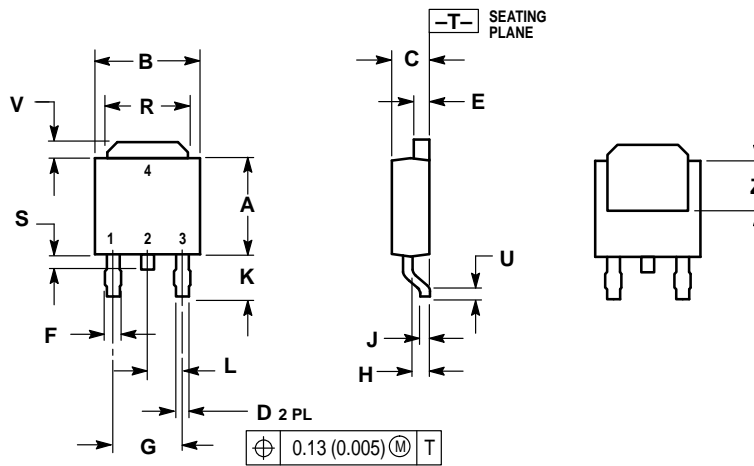 –T– SEATING
PLANE
C
B
V
R
E
4
Z
A
S
1 2 3
U
K
F
J
L
H
D 2 PL
G
⌖ 0.13 (0.005) Ⓜ T